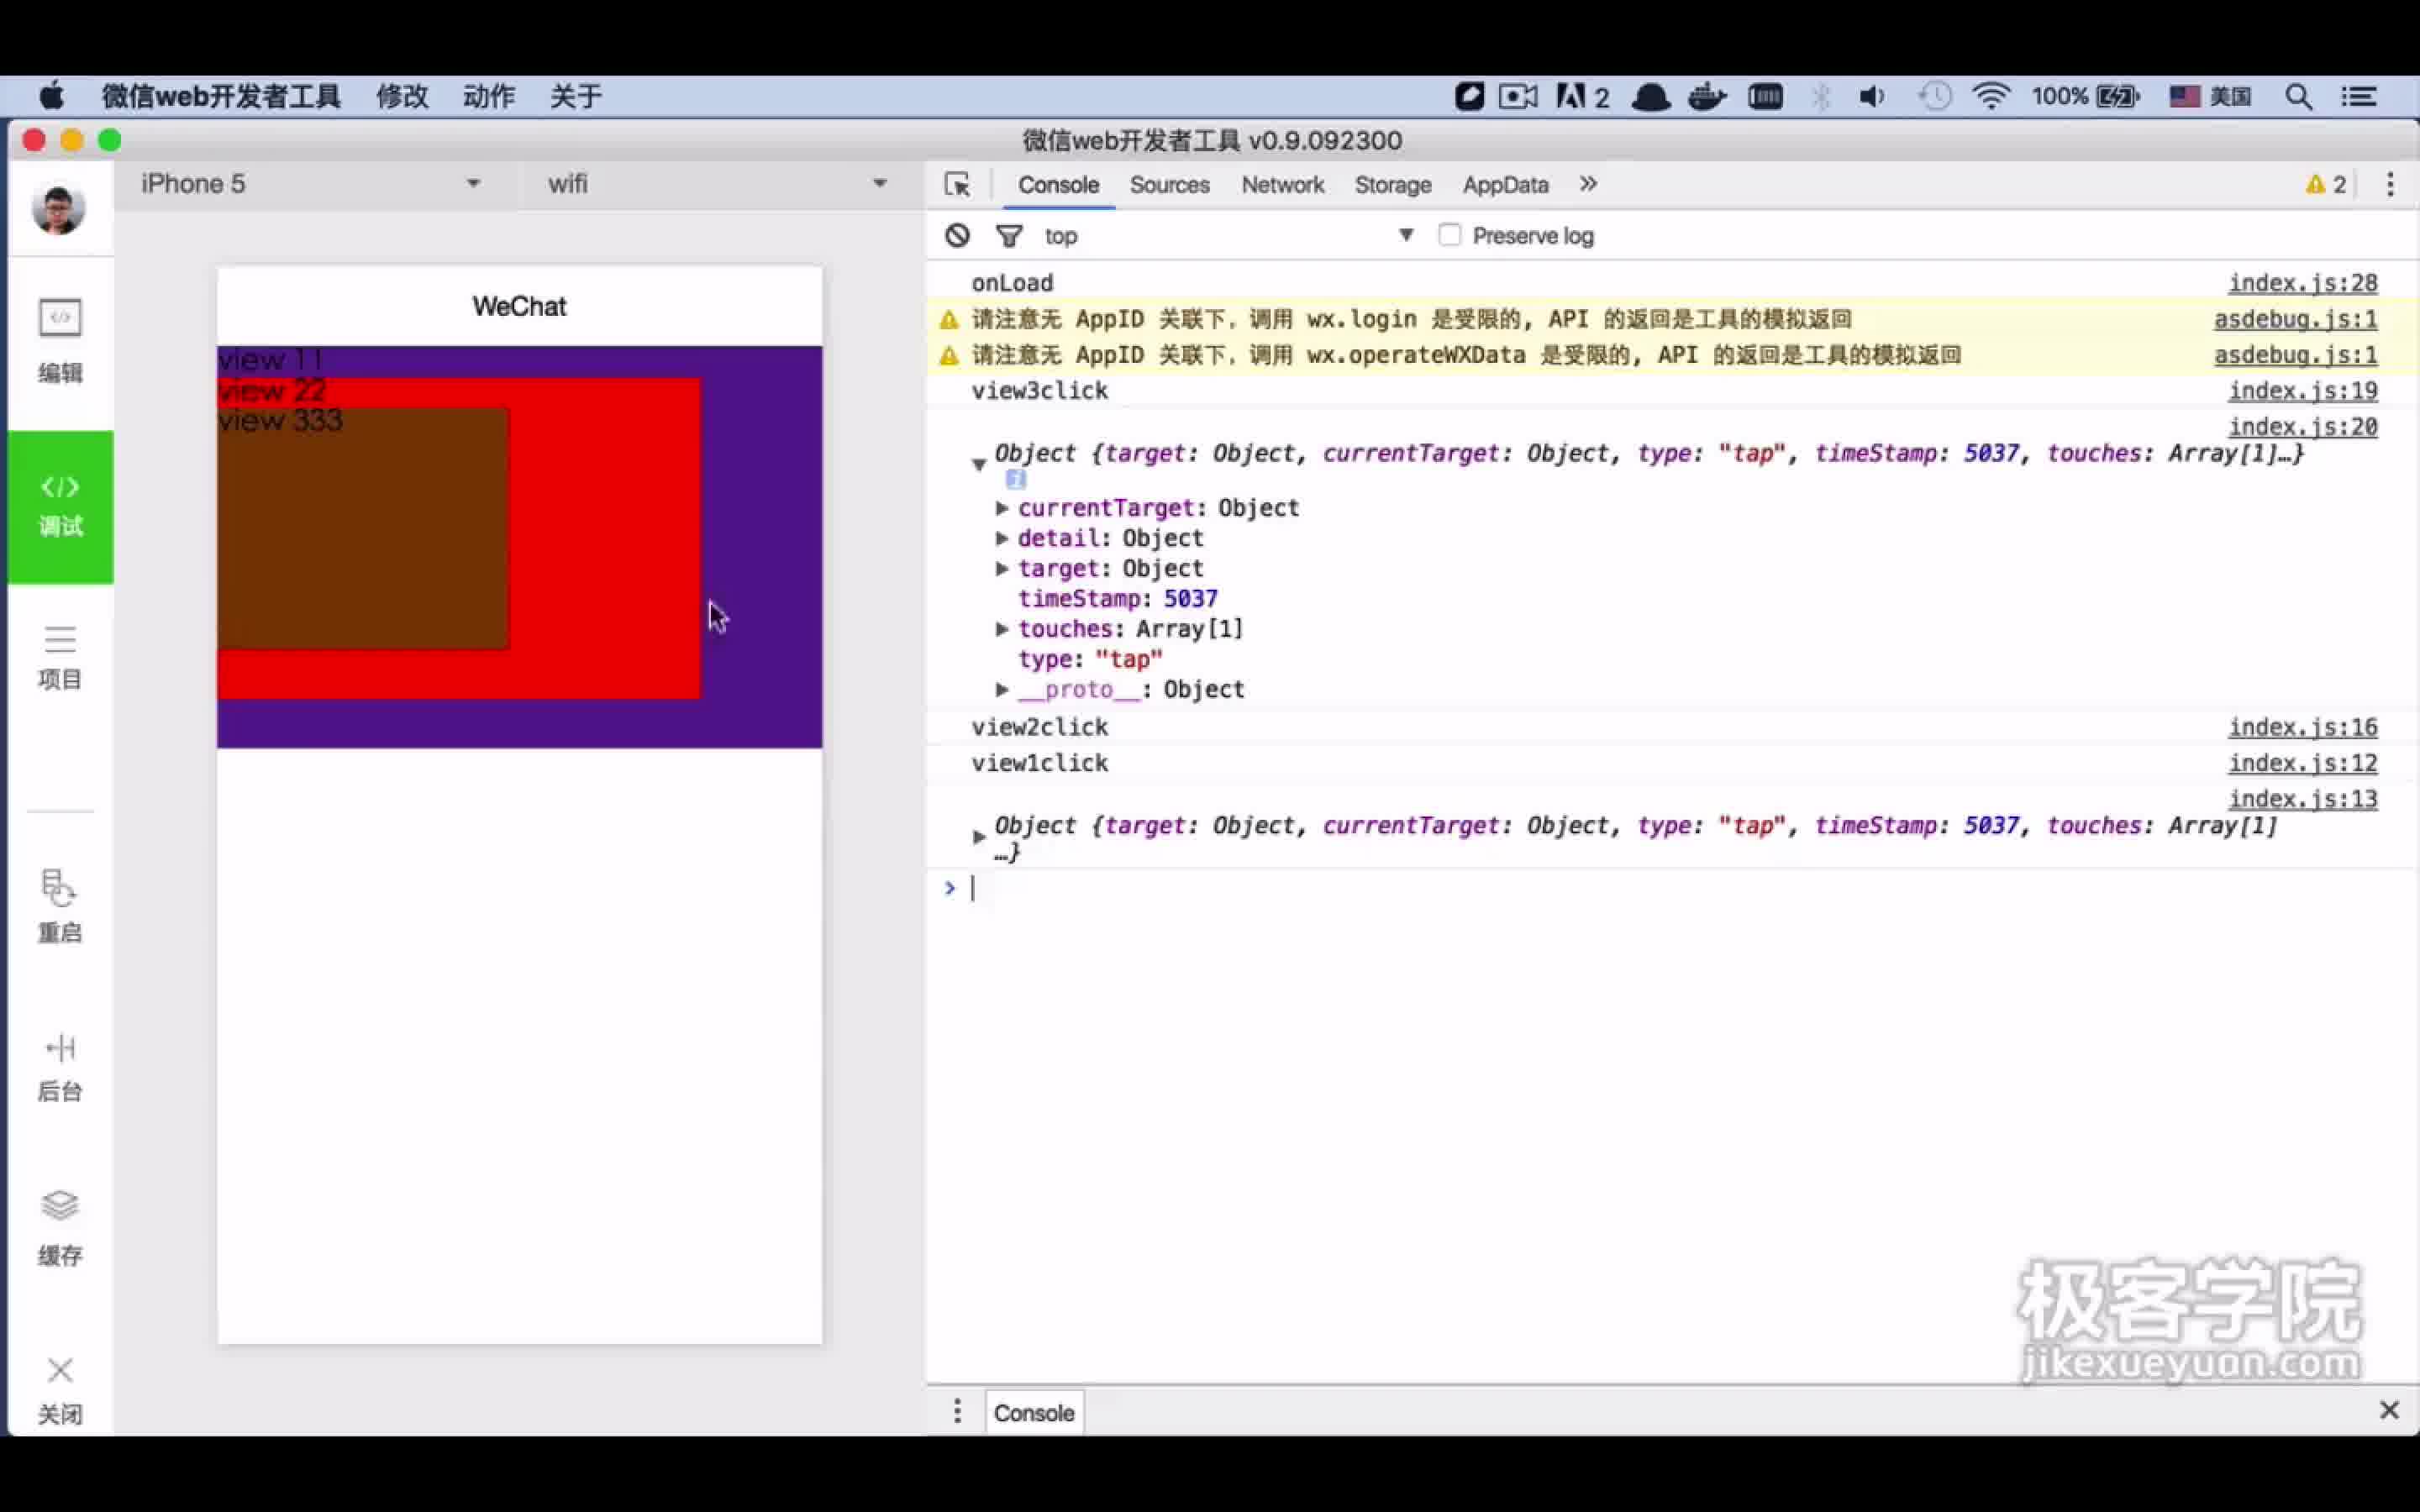 微信web开发者工具 修改 动作 关于 2 100% 美国
微信web开发者工具 v0.9.092300
iPhone 5 wifi
Console Sources Network Storage AppData » 2
top Preserve log
编辑
调试
项目
重启
后台
缓存
关闭
WeChat
view 11
view 22
view 333
onLoad index.js:28
请注意无 AppID 关联下，调用 wx.login 是受限的, API 的返回是工具的模拟返回 asdebug.js:1
请注意无 AppID 关联下，调用 wx.operateWXData 是受限的, API 的返回是工具的模拟返回 asdebug.js:1
view3click index.js:19
index.js:20
Object {target: Object, currentTarget: Object, type: "tap", timeStamp: 5037, touches: Array[1]…}
i
currentTarget: Object
detail: Object
target: Object
timeStamp: 5037
touches: Array[1]
type: "tap"
__proto__: Object
view2click index.js:16
view1click index.js:12
index.js:13
Object {target: Object, currentTarget: Object, type: "tap", timeStamp: 5037, touches: Array[1]
…}
>
极客学院
jikexueyuan.com
Console